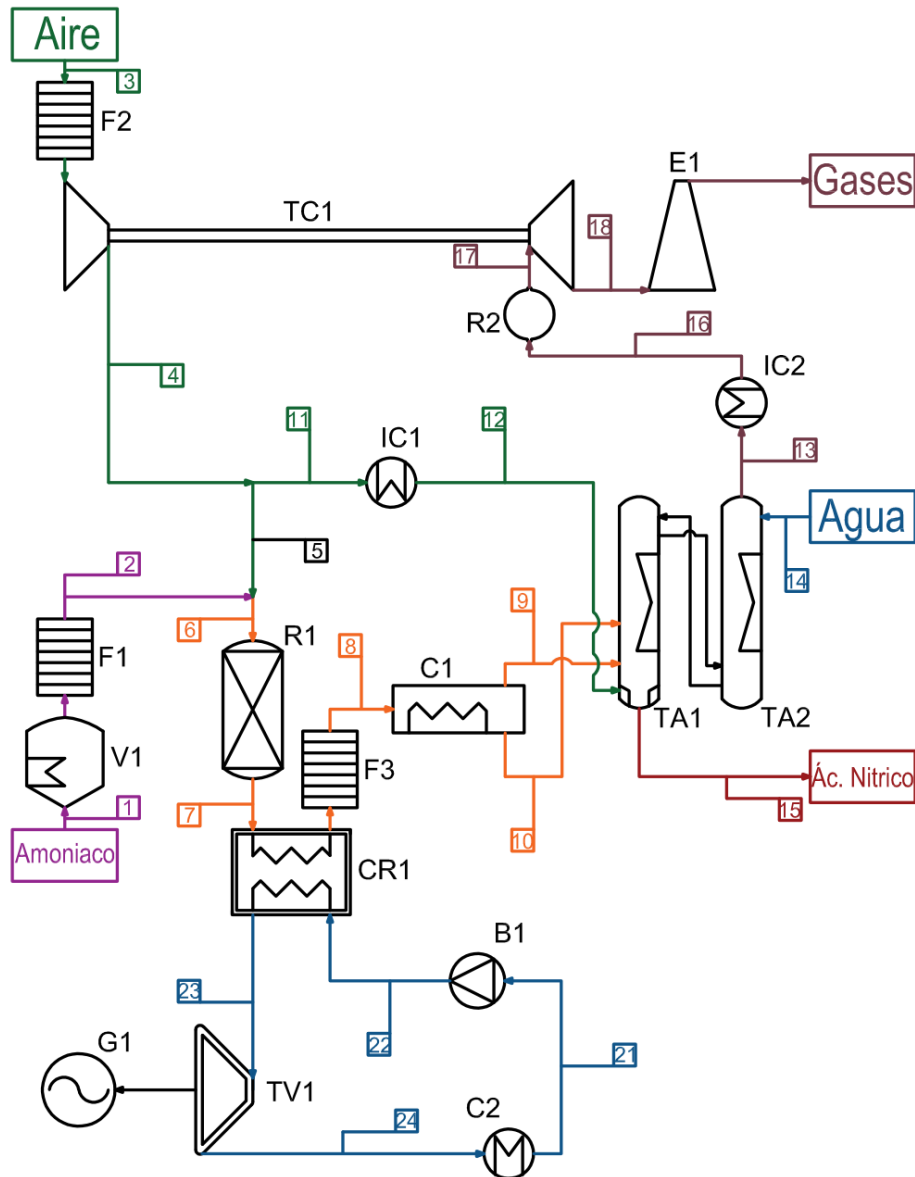 Aire
3
F2
E1
Gases
TC1
17
18
R2
16
4
IC2
11
IC1
12
13
Agua
5
2
14
6
9
R1
8
F1
C1
TA1
TA2
V1
F3
7
1
10
15
Ác. Nitrico
Amoniaco
CR1
B1
23
22
G1
21
TV1
C2
24